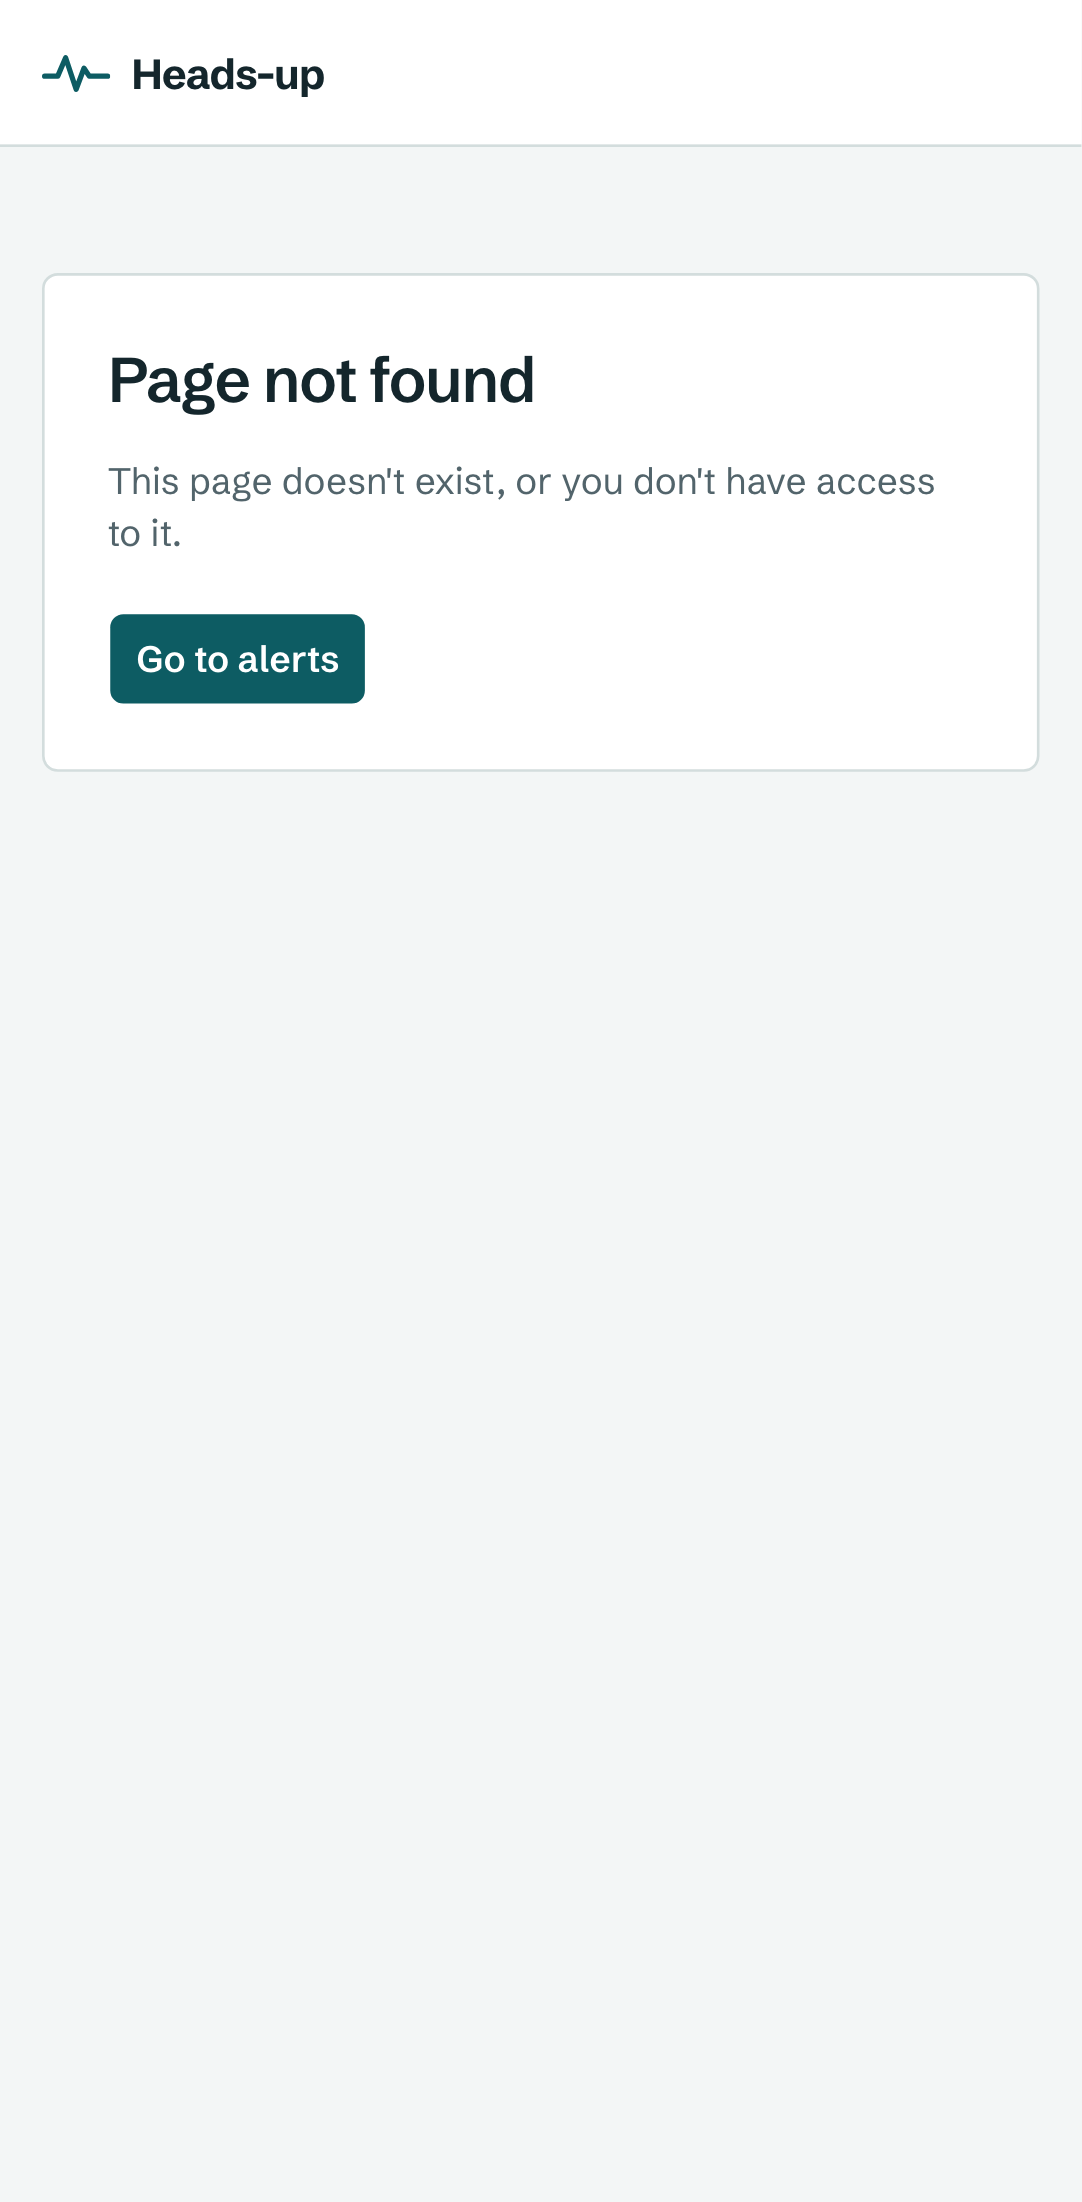 Heads-up
Page not found
This page doesn't exist, or you don't have access
to it.
Go to alerts